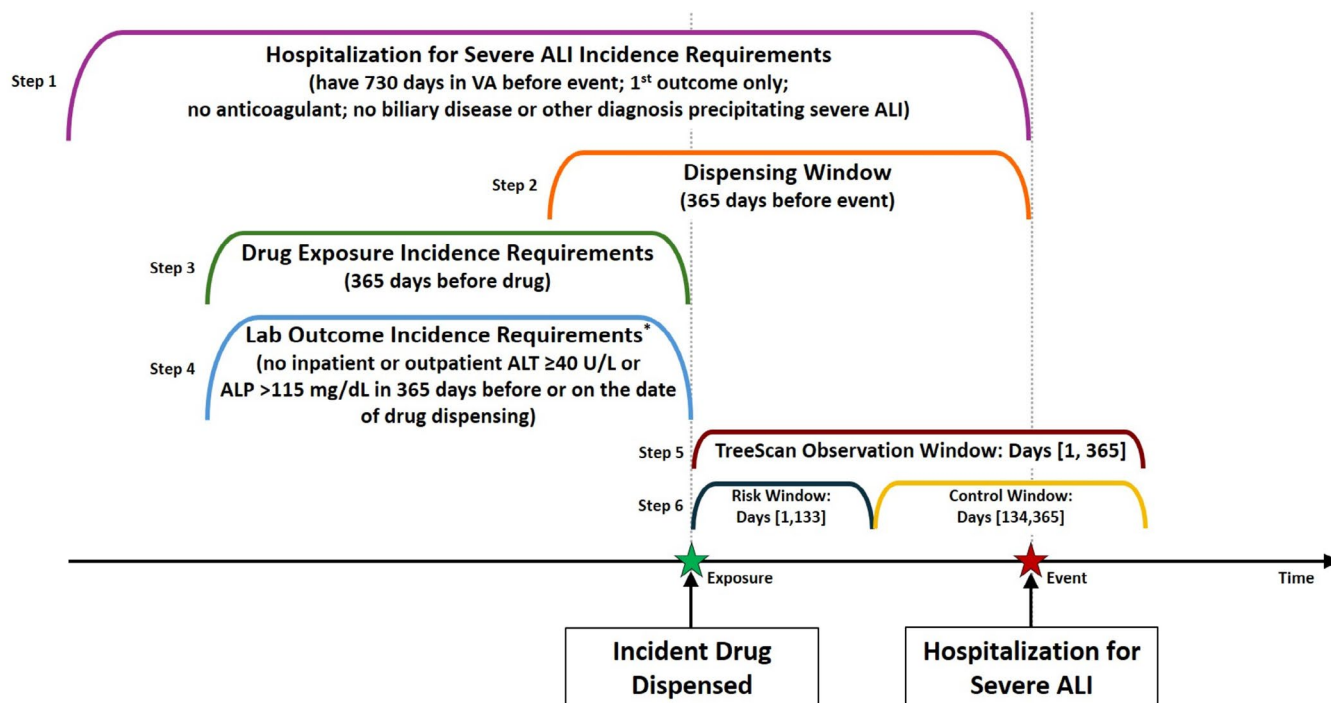 Step 1
Hospitalization for Severe ALI Incidence Requirements
(have 730 days in VA before event; 1st outcome only;
no anticoagulant; no biliary disease or other diagnosis precipitating severe ALI)
Step 2
Dispensing Window
(365 days before event)
Step 3
Drug Exposure Incidence Requirements
(365 days before drug)
Step 4
Lab Outcome Incidence Requirements*
(no inpatient or outpatient ALT ≥40 U/L or
ALP >115 mg/dL in 365 days before or on the date
of drug dispensing)
Step 5
TreeScan Observation Window: Days [1, 365]
Step 6
Risk Window:
Days [1,133]
Control Window:
Days [134,365]
Exposure
Event
Time
Incident Drug
Dispensed
Hospitalization for
Severe ALI